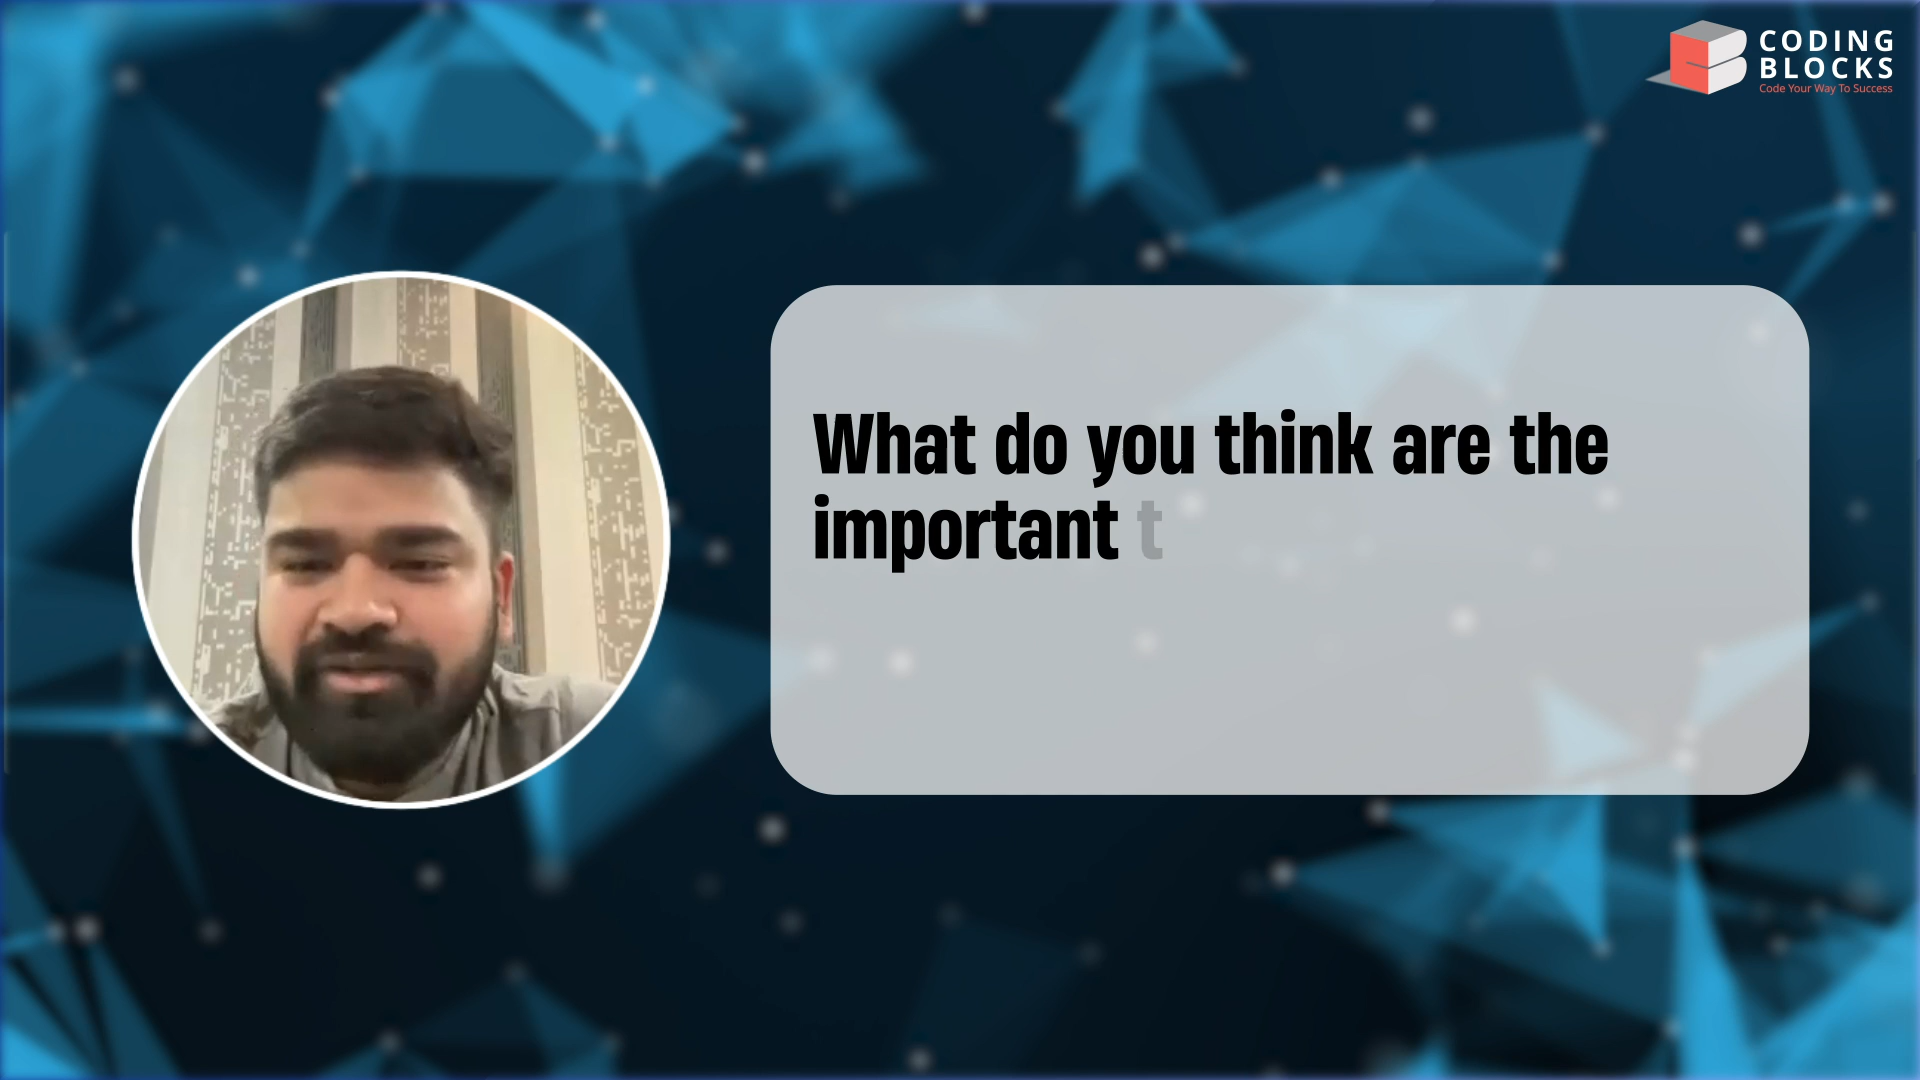 CODING
BLOCKS
Code Your Way To Success
What do you think are the
important t